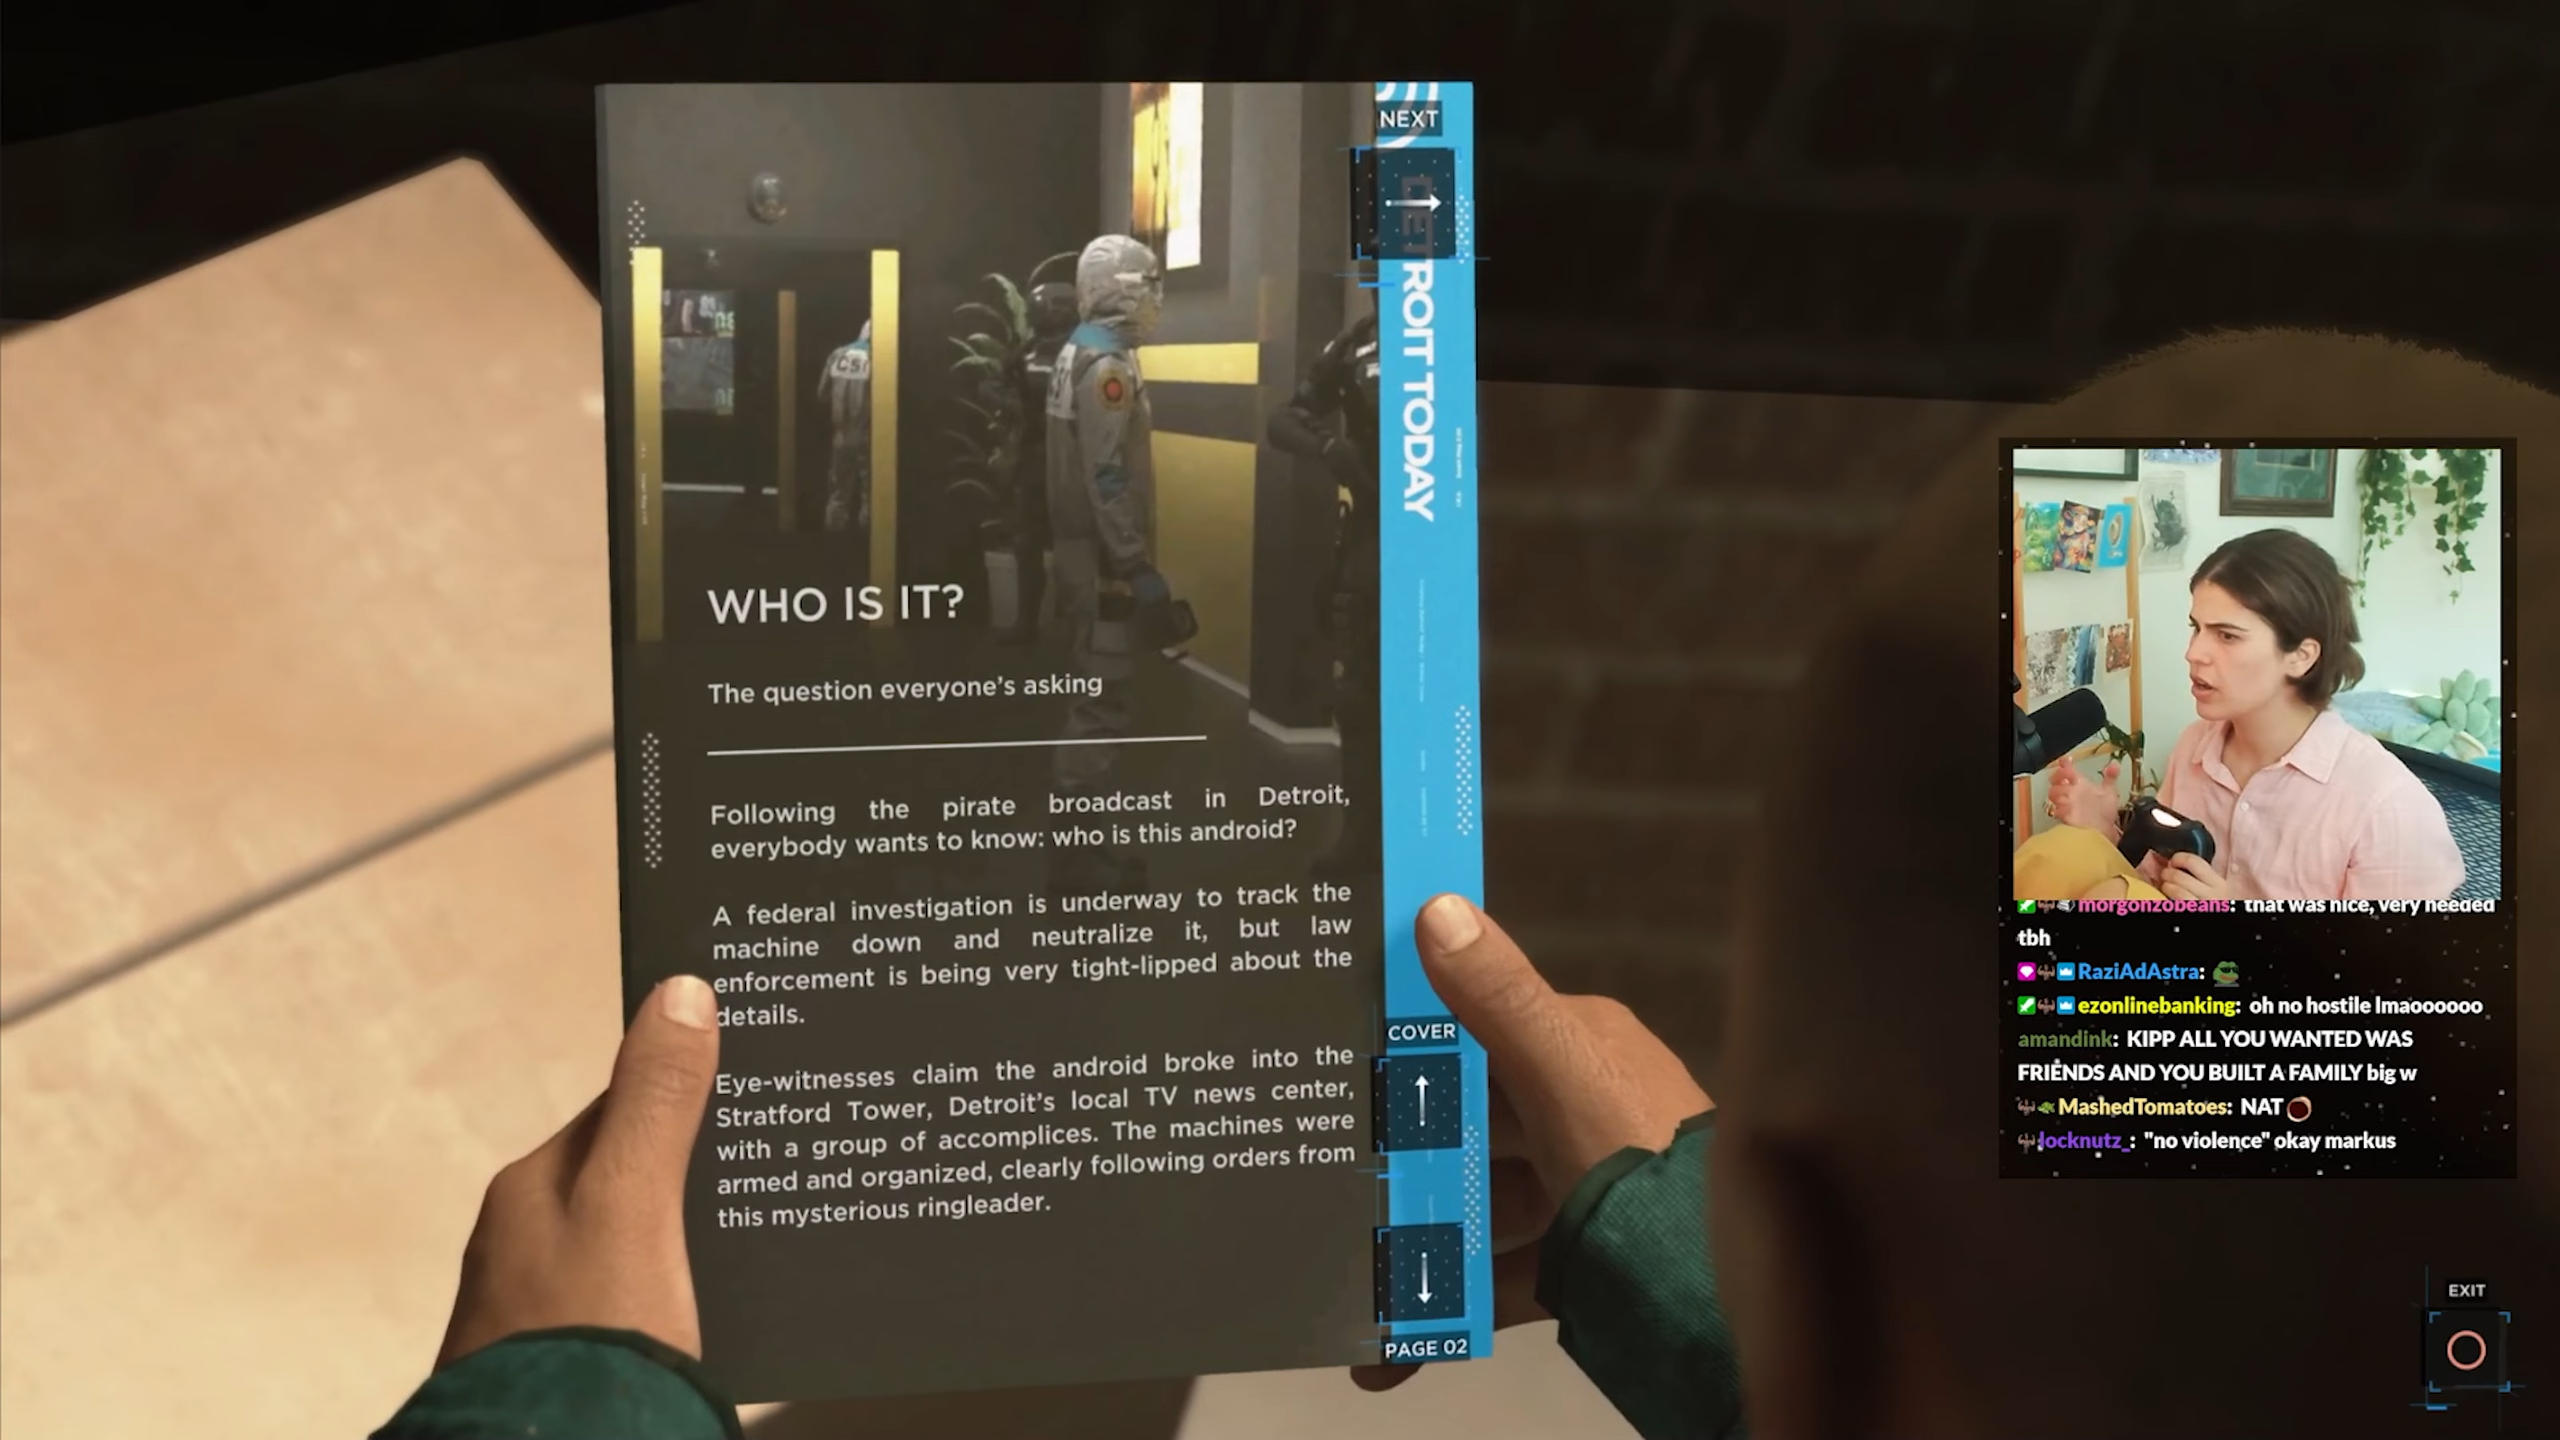 NEXT
DETROIT TODAY
CSI
WHO IS IT?
The question everyone's asking
Following the pirate broadcast in Detroit,
everybody wants to know: who is this android?
A federal investigation is underway to track the
machine down and neutralize it, but law
enforcement is being very tight-lipped about the
details.
Eye-witnesses claim the android broke into the
Stratford Tower, Detroit's local TV news center,
with a group of accomplices. The machines were
armed and organized, clearly following orders from
this mysterious ringleader.
COVER
PAGE 02
morgonzobeans: that was nice, very needed
tbh
RaziAdAstra:
ezonlinebanking: oh no hostile lmaoooooo
amandink: KIPP ALL YOU WANTED WAS
FRIENDS AND YOU BUILT A FAMILY big w
MashedTomatoes: NAT
locknutz_: "no violence" okay markus
EXIT